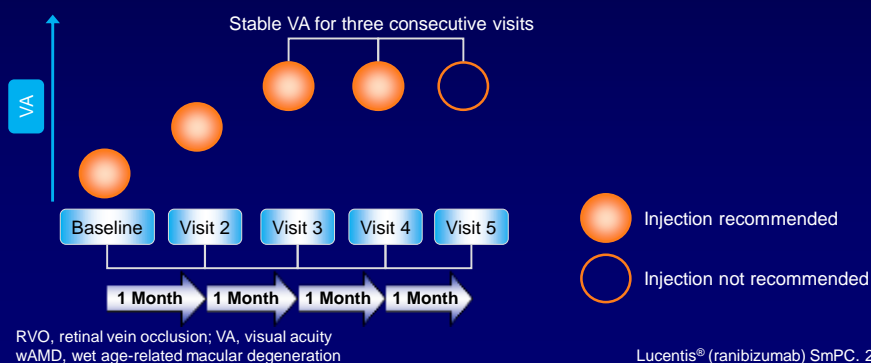 Stable VA for three consecutive visits
VA
Baseline
Visit 2
Visit 3
Visit 4
Visit 5
Injection recommended
1 Month
1 Month
1 Month
1 Month
Injection not recommended
RVO, retinal vein occlusion; VA, visual acuity
wAMD, wet age-related macular degeneration
Lucentis® (ranibizumab) SmPC. 2